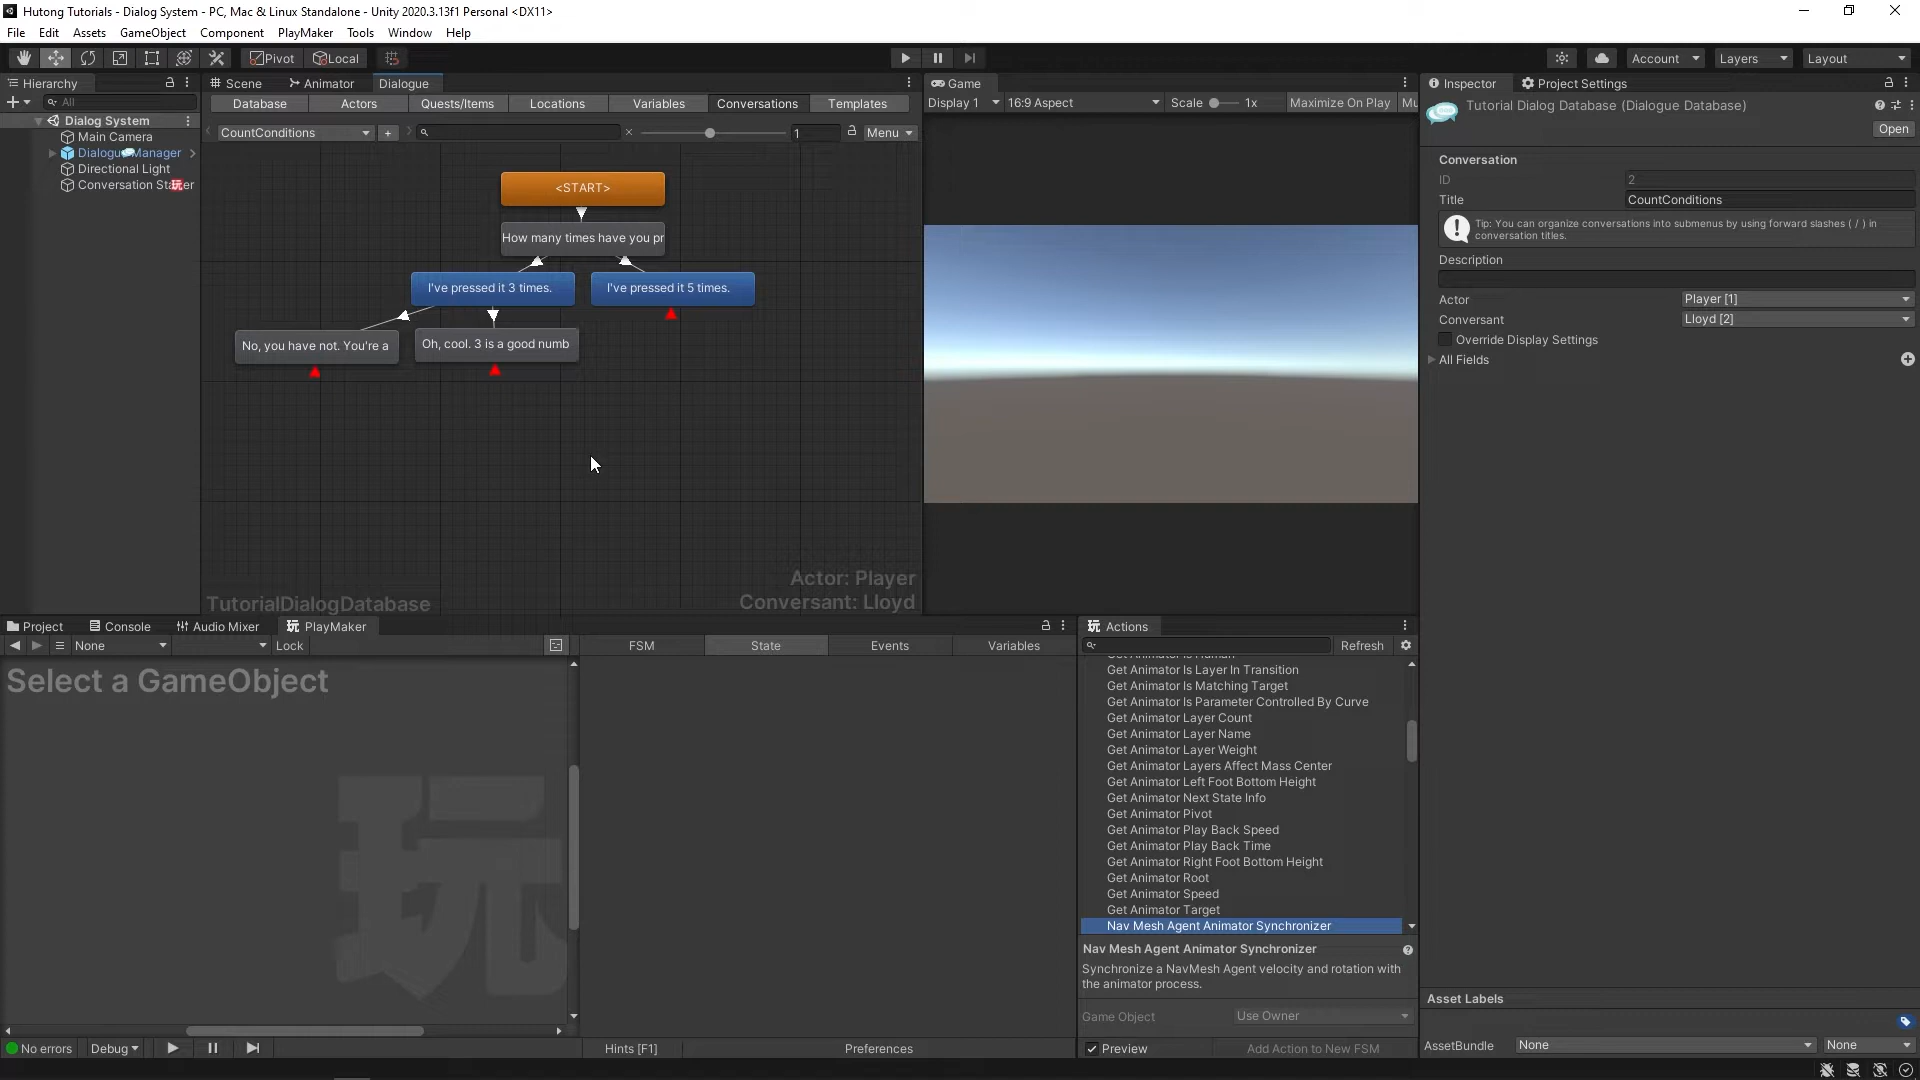 Hutong Tutorials - Dialog System - PC, Mac & Linux Standalone - Unity 2020.3.13f1 Personal <DX11>
File Edit Assets GameObject Component PlayMaker Tools Window Help
Pivot Local
Account Layers Layout
Hierarchy
All
Dialog System
Main Camera
Directional Light
Scene Animator Dialogue
Database Actors Quests/Items Locations Variables Conversations Templates
CountConditions + × 1 Menu
<START>
How many times have you pr
I've pressed it 3 times. I've pressed it 5 times.
No, you have not. You're a Oh, cool. 3 is a good numb
Actor: Player
TutorialDialogDatabase Conversant: Lloyd
Game
Display 1 16:9 Aspect Scale 1x Maximize On Play Mu
Inspector Project Settings
Tutorial Dialog Database (Dialogue Database)
Open
Conversation
ID 2
Title CountConditions
Tip: You can organize conversations into submenus by using forward slashes ( / ) in
conversation titles.
Description
Actor Player [1]
Conversant Lloyd [2]
Override Display Settings
All Fields
Project Console Audio Mixer PlayMaker
None Lock
Select a GameObject
玩
FSM State Events Variables
Actions
Refresh
Get Animator Is Human
Get Animator Is Layer In Transition
Get Animator Is Matching Target
Get Animator Is Parameter Controlled By Curve
Get Animator Layer Count
Get Animator Layer Name
Get Animator Layer Weight
Get Animator Layers Affect Mass Center
Get Animator Left Foot Bottom Height
Get Animator Next State Info
Get Animator Pivot
Get Animator Play Back Speed
Get Animator Play Back Time
Get Animator Right Foot Bottom Height
Get Animator Root
Get Animator Speed
Get Animator Target
Nav Mesh Agent Animator Synchronizer
Nav Mesh Agent Animator Synchronizer
Synchronize a NavMesh Agent velocity and rotation with
the animator process.
Game Object Use Owner
Preview Add Action to New FSM
No errors Debug Hints [F1] Preferences
Asset Labels
AssetBundle None None